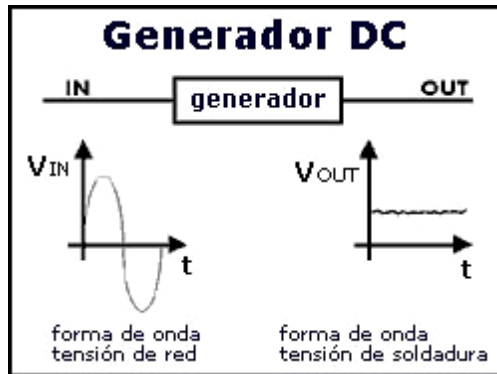 Generador DC
IN
generador
OUT
VIN
t
VOUT
t
forma de onda
tensión de red
forma de onda
tensión de soldadura